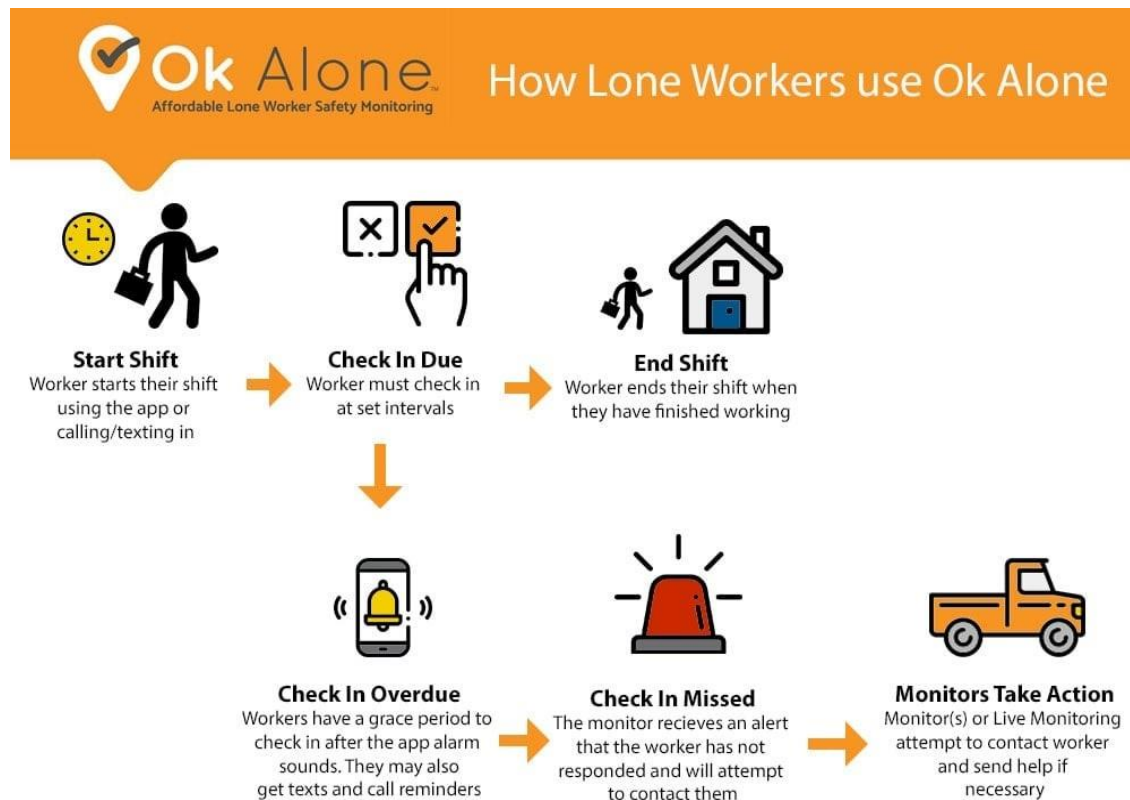 Ok Alone™
Affordable Lone Worker Safety Monitoring
How Lone Workers use Ok Alone
Start Shift
Worker starts their shift
using the app or
calling/texting in
Check In Due
Worker must check in
at set intervals
End Shift
Worker ends their shift when
they have finished working
Check In Overdue
Workers have a grace period to
check in after the app alarm
sounds. They may also
get texts and call reminders
Check In Missed
The monitor recieves an alert
that the worker has not
responded and will attempt
to contact them
Monitors Take Action
Monitor(s) or Live Monitoring
attempt to contact worker
and send help if
necessary